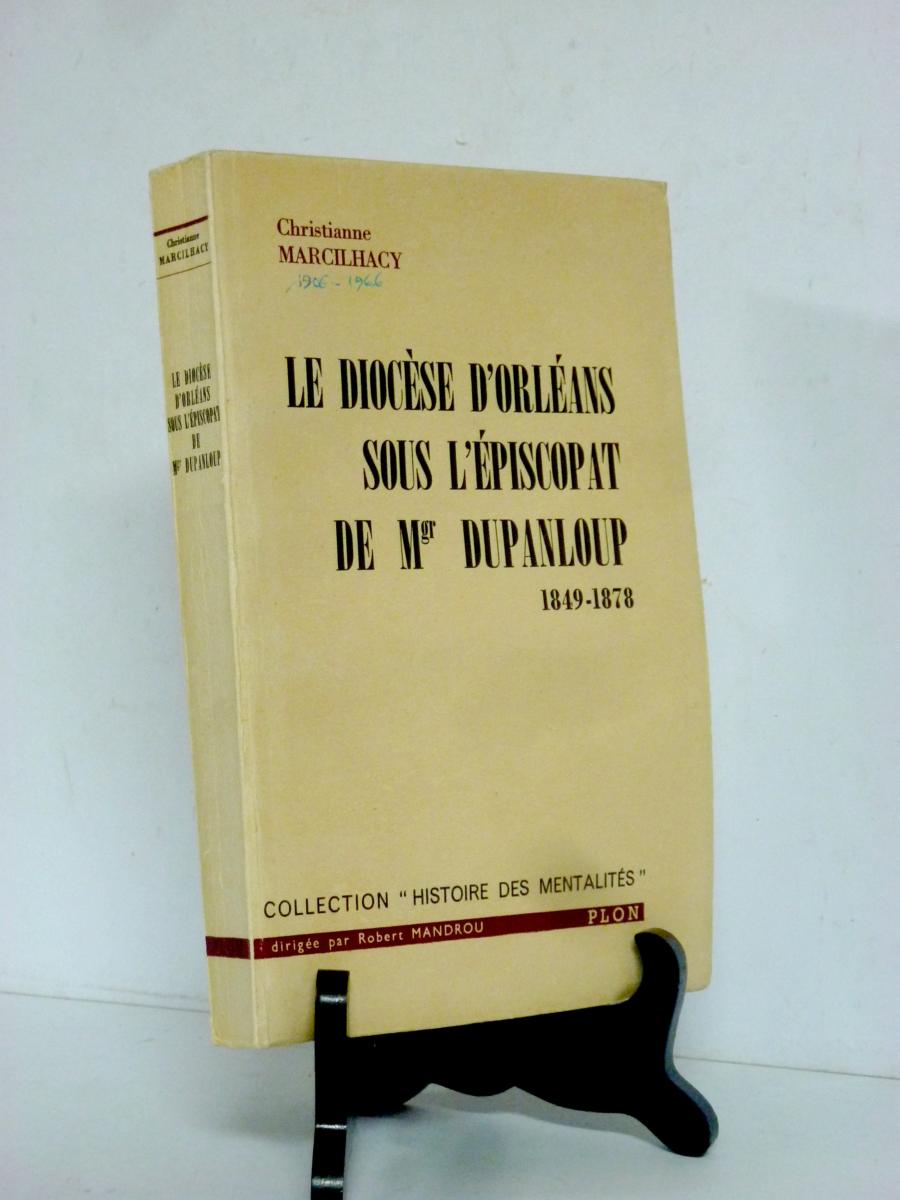 Christianne
MARCILHACY
LE DIOCÈSE
D'ORLÉANS
SOUS L'ÉPISCOPAT
DE
Mgr DUPANLOUP
Christianne
MARCILHACY
1906-1966
LE DIOCÈSE D'ORLÉANS
SOUS L'ÉPISCOPAT
DE Mgr DUPANLOUP
1849-1878
COLLECTION "HISTOIRE DES MENTALITÉS"
dirigée par Robert MANDROU
PLON